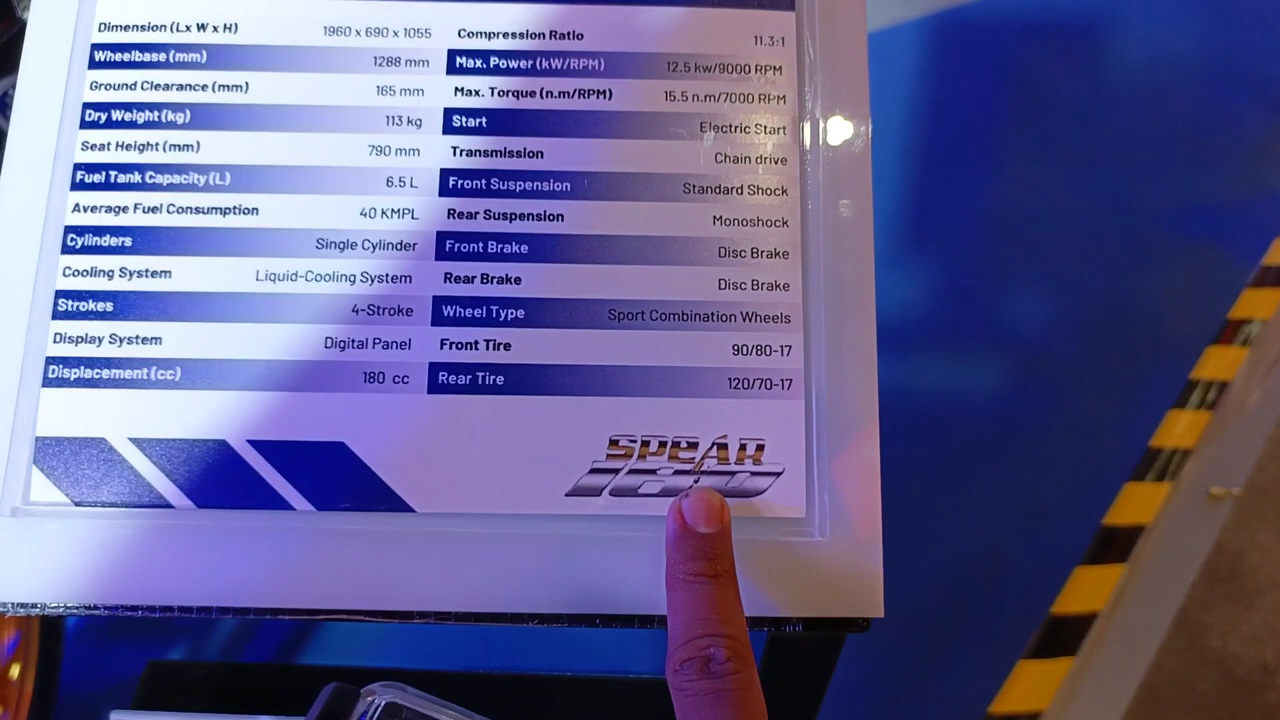 Dimension (Lx W x H) 1960 x 690 x 1055
Wheelbase (mm) 1288 mm
Ground Clearance (mm) 165 mm
Dry Weight (kg) 113 kg
Seat Height (mm) 790 mm
Fuel Tank Capacity (L) 6.5 L
Average Fuel Consumption 40 KMPL
Cylinders Single Cylinder
Cooling System Liquid-Cooling System
Strokes 4-Stroke
Display System Digital Panel
Displacement (cc) 180 cc
Compression Ratio 11.3:1
Max. Power (kW/RPM) 12.5 kw/9000 RPM
Max. Torque (n.m/RPM) 15.5 n.m/7000 RPM
Start Electric Start
Transmission Chain drive
Front Suspension Standard Shock
Rear Suspension Monoshock
Front Brake Disc Brake
Rear Brake Disc Brake
Wheel Type Sport Combination Wheels
Front Tire 90/80-17
Rear Tire 120/70-17
SPEAR
180